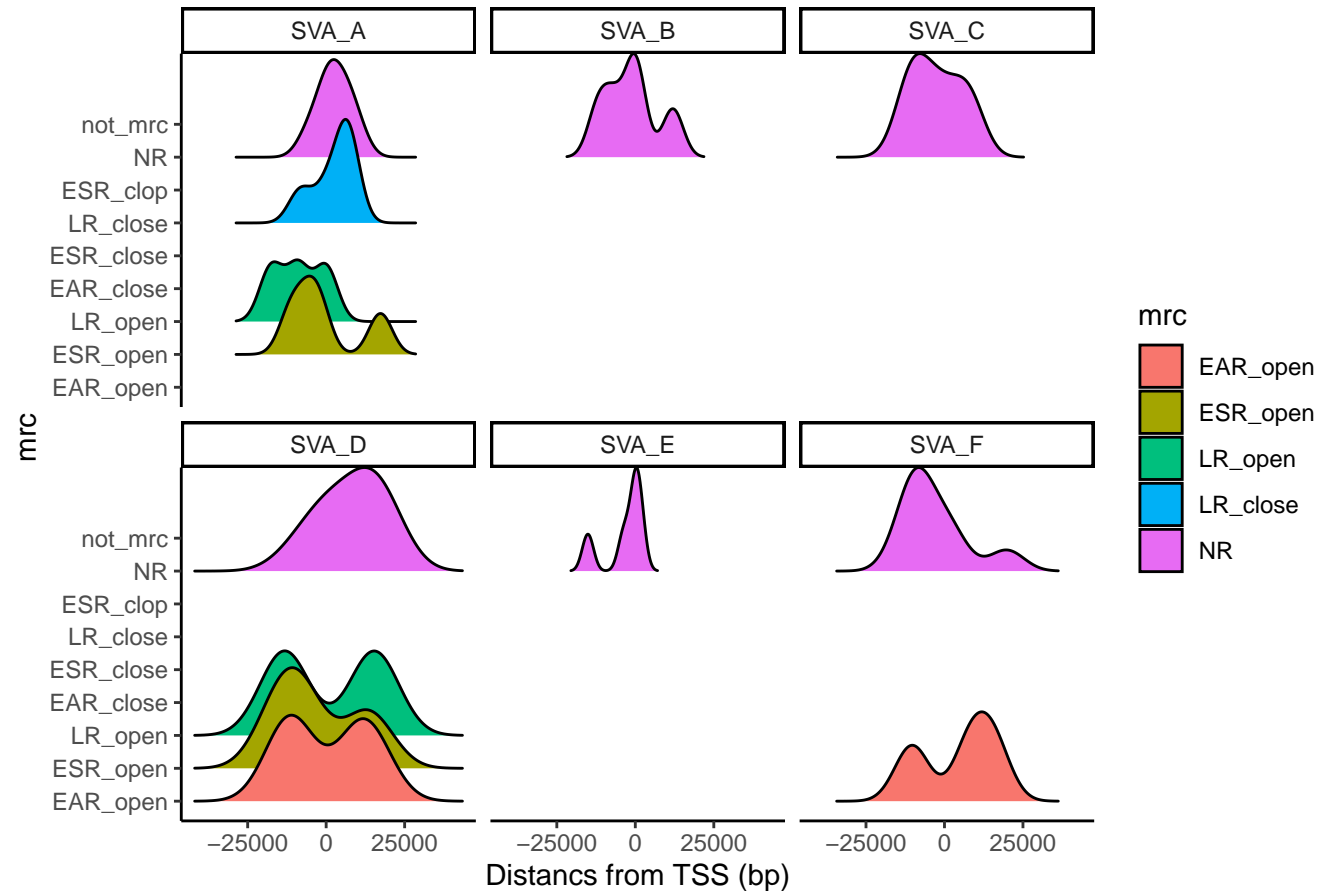 SVA_A
SVA_B
SVA_C
not_mrc
NR
ESR_clop
LR_close
ESR_close
EAR_close
LR_open
ESR_open
EAR_open
mrc
SVA_D
SVA_E
SVA_F
not_mrc
NR
ESR_clop
LR_close
ESR_close
EAR_close
LR_open
ESR_open
EAR_open
−25000 0 25000
−25000 0 25000
−25000 0 25000
Distancs from TSS (bp)
mrc
EAR_open
ESR_open
LR_open
LR_close
NR